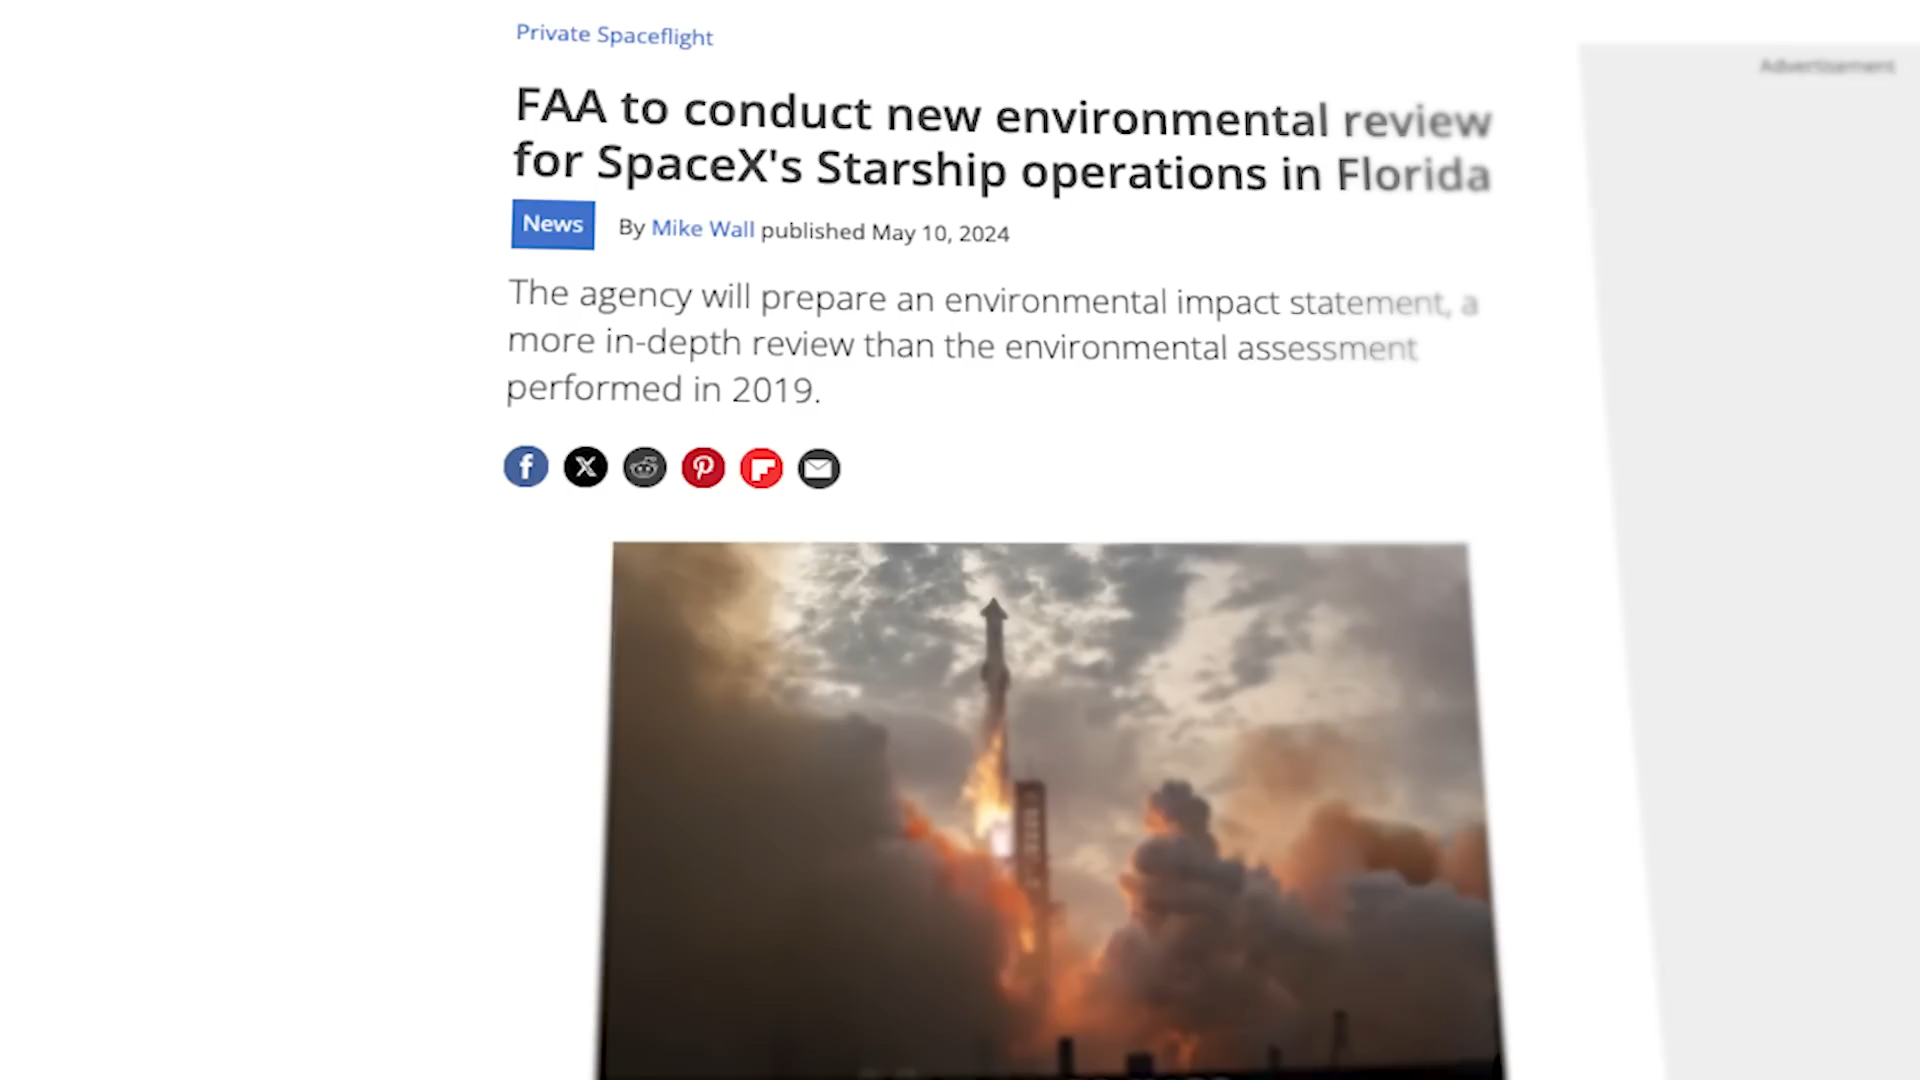 Private Spaceflight
Advertisement
FAA to conduct new environmental review
for SpaceX's Starship operations in Florida
News
By Mike Wall published May 10, 2024
The agency will prepare an environmental impact statement, a
more in-depth review than the environmental assessment
performed in 2019.